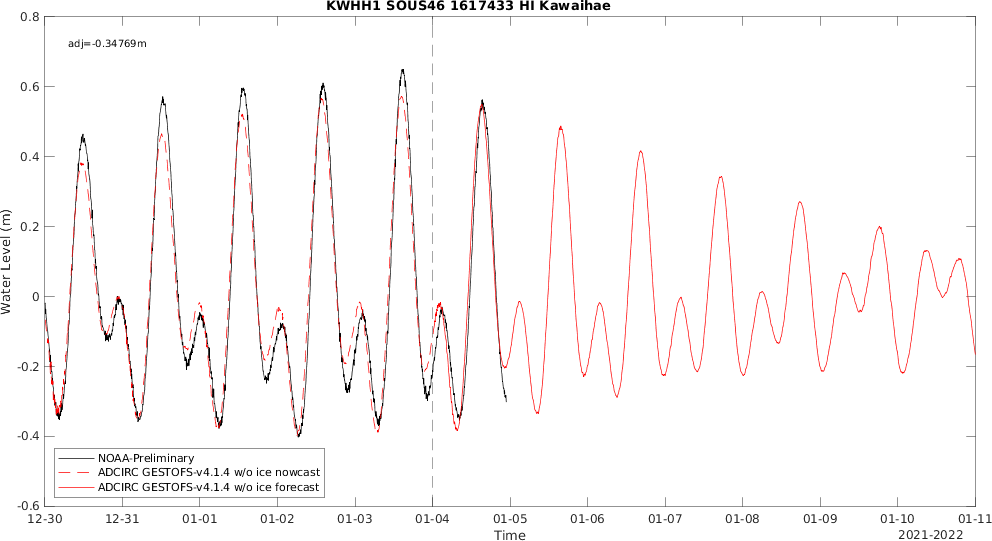 KWHH1 SOUS46 1617433 HI Kawaihae
0.8
adj=-0.34769m
0.6
0.4
0.2
0
-0.2
-0.4
-0.6
Water Level (m)
NOAA-Preliminary
ADCIRC GESTOFS-v4.1.4 w/o ice nowcast
ADCIRC GESTOFS-v4.1.4 w/o ice forecast
12-30 12-31 01-01 01-02 01-03 01-04 01-05 01-06 01-07 01-08 01-09 01-10 01-11
Time
2021-2022